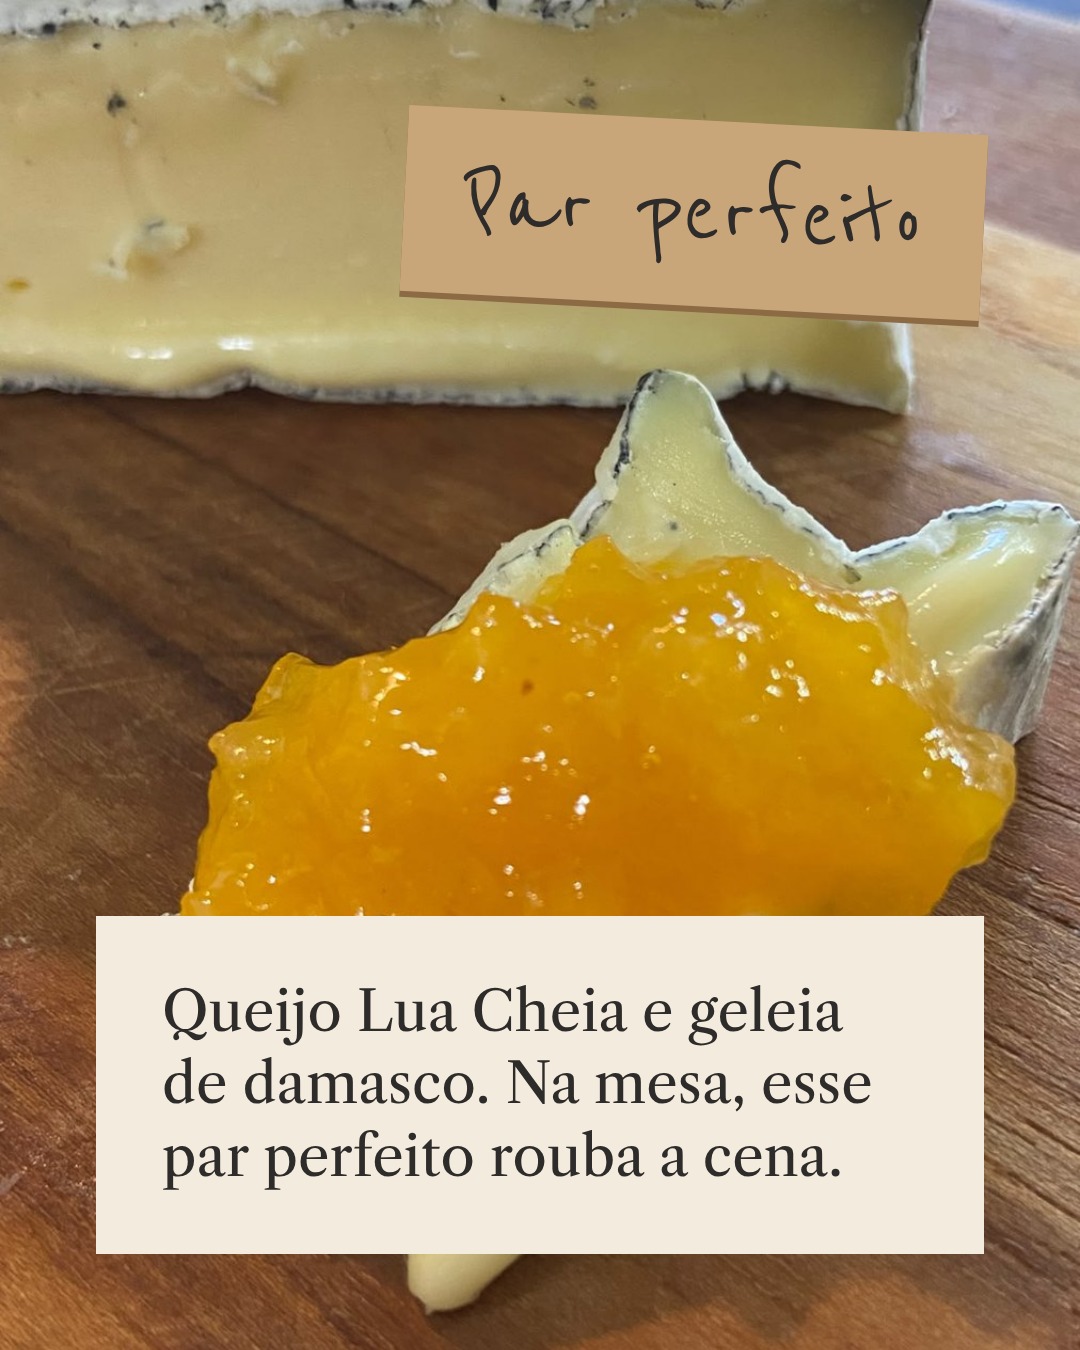 Par perfeito
Queijo Lua Cheia e geleia
de damasco. Na mesa, esse
par perfeito rouba a cena.